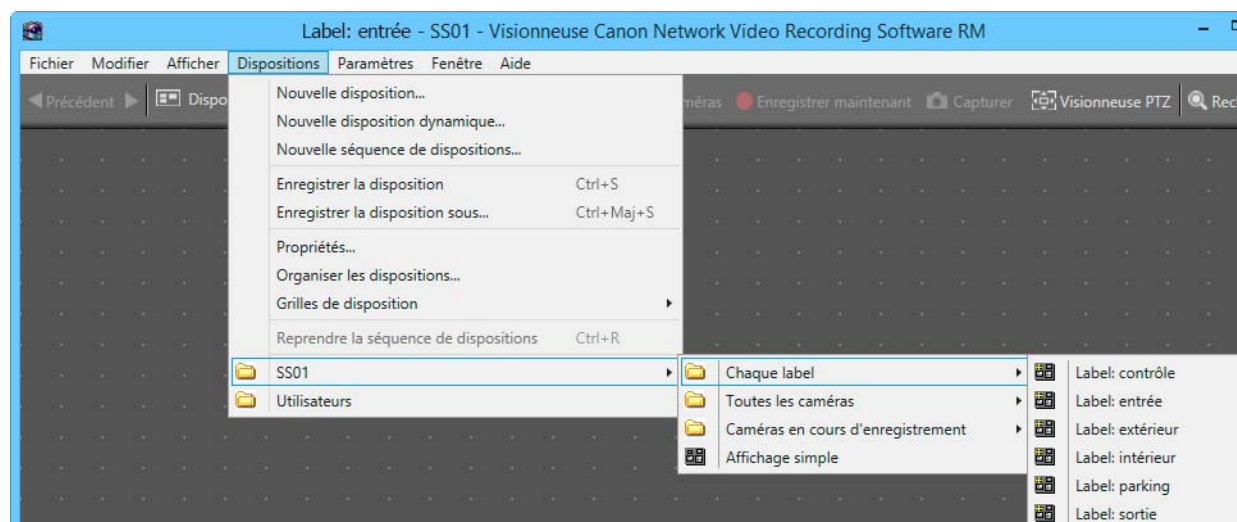 Label: entrée - SS01 - Visionneuse Canon Network Video Recording Software RM
Fichier Modifier Afficher Dispositions Paramètres Fenêtre Aide
Précédent Dispo méras Enregistrer maintenant Capturer Visionneuse PTZ Rec
Nouvelle disposition...
Nouvelle disposition dynamique...
Nouvelle séquence de dispositions...
Enregistrer la disposition Ctrl+S
Enregistrer la disposition sous... Ctrl+Maj+S
Propriétés...
Organiser les dispositions...
Grilles de disposition
Reprendre la séquence de dispositions Ctrl+R
SS01 Chaque label Label: contrôle
Utilisateurs Toutes les caméras Label: entrée
Caméras en cours d'enregistrement Label: extérieur
Affichage simple Label: intérieur
Label: parking
Label: sortie